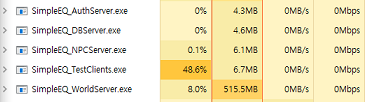 SimpleEQ_AuthServer.exe 0% 4.3MB 0MB/s 0Mbps
SimpleEQ_DBServer.exe 0% 4.6MB 0MB/s 0Mbps
SimpleEQ_NPCServer.exe 0.1% 6.1MB 0MB/s 0Mbps
SimpleEQ_TestClients.exe 48.6% 6.7MB 0MB/s 0Mbps
SimpleEQ_WorldServer.exe 8.0% 515.5MB 0MB/s 0Mbps